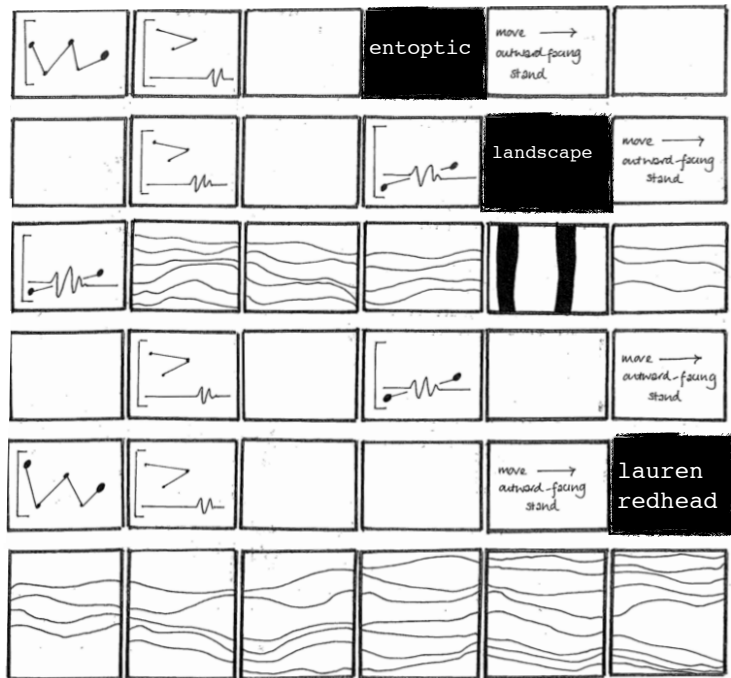 entoptic
move →
outward-facing
stand
landscape
move →
outward-facing
stand
move →
outward-facing
stand
move →
outward-facing
stand
lauren
redhead